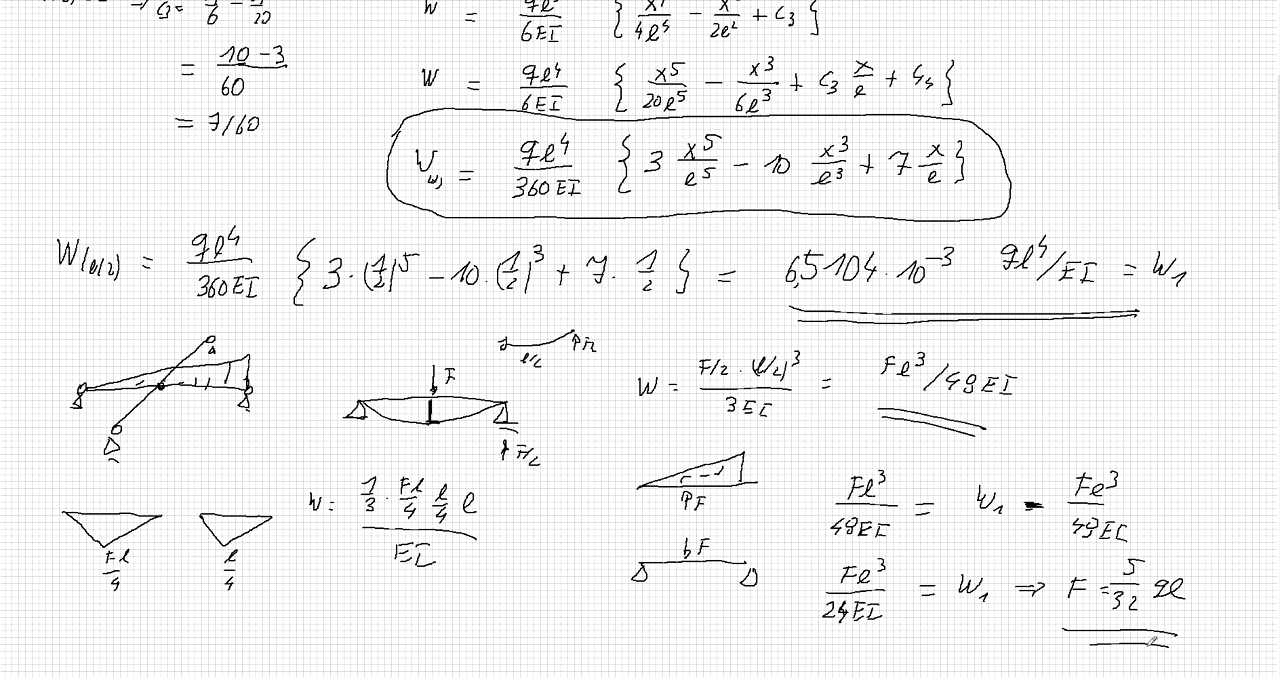 = 10-3/60
= 7/60
w = ql⁴/6EI { x⁵/20l⁵ - x³/6l³ + C₃ x/l + C₄ }
= ql⁴/360EI { 3 x⁵/l⁵ - 10 x³/l³ + 7 x/l }
W(l/2) = ql⁴/360EI { 3·(1/2)⁵ - 10·(1/2)³ + 7·1/2 } = 6,5104·10⁻³ ql⁴/EI = W₁
F
F/2
W = F/2·(l/2)³/3EI = Fl³/48EI
W= 1/3 Fl/4 l/4 l/EI
Fl/4 l/4
F
F
Fl³/48EI = W₁ - Fl³/48EI
Fl³/24EI = W₁ ⇒ F = 5/32 ql